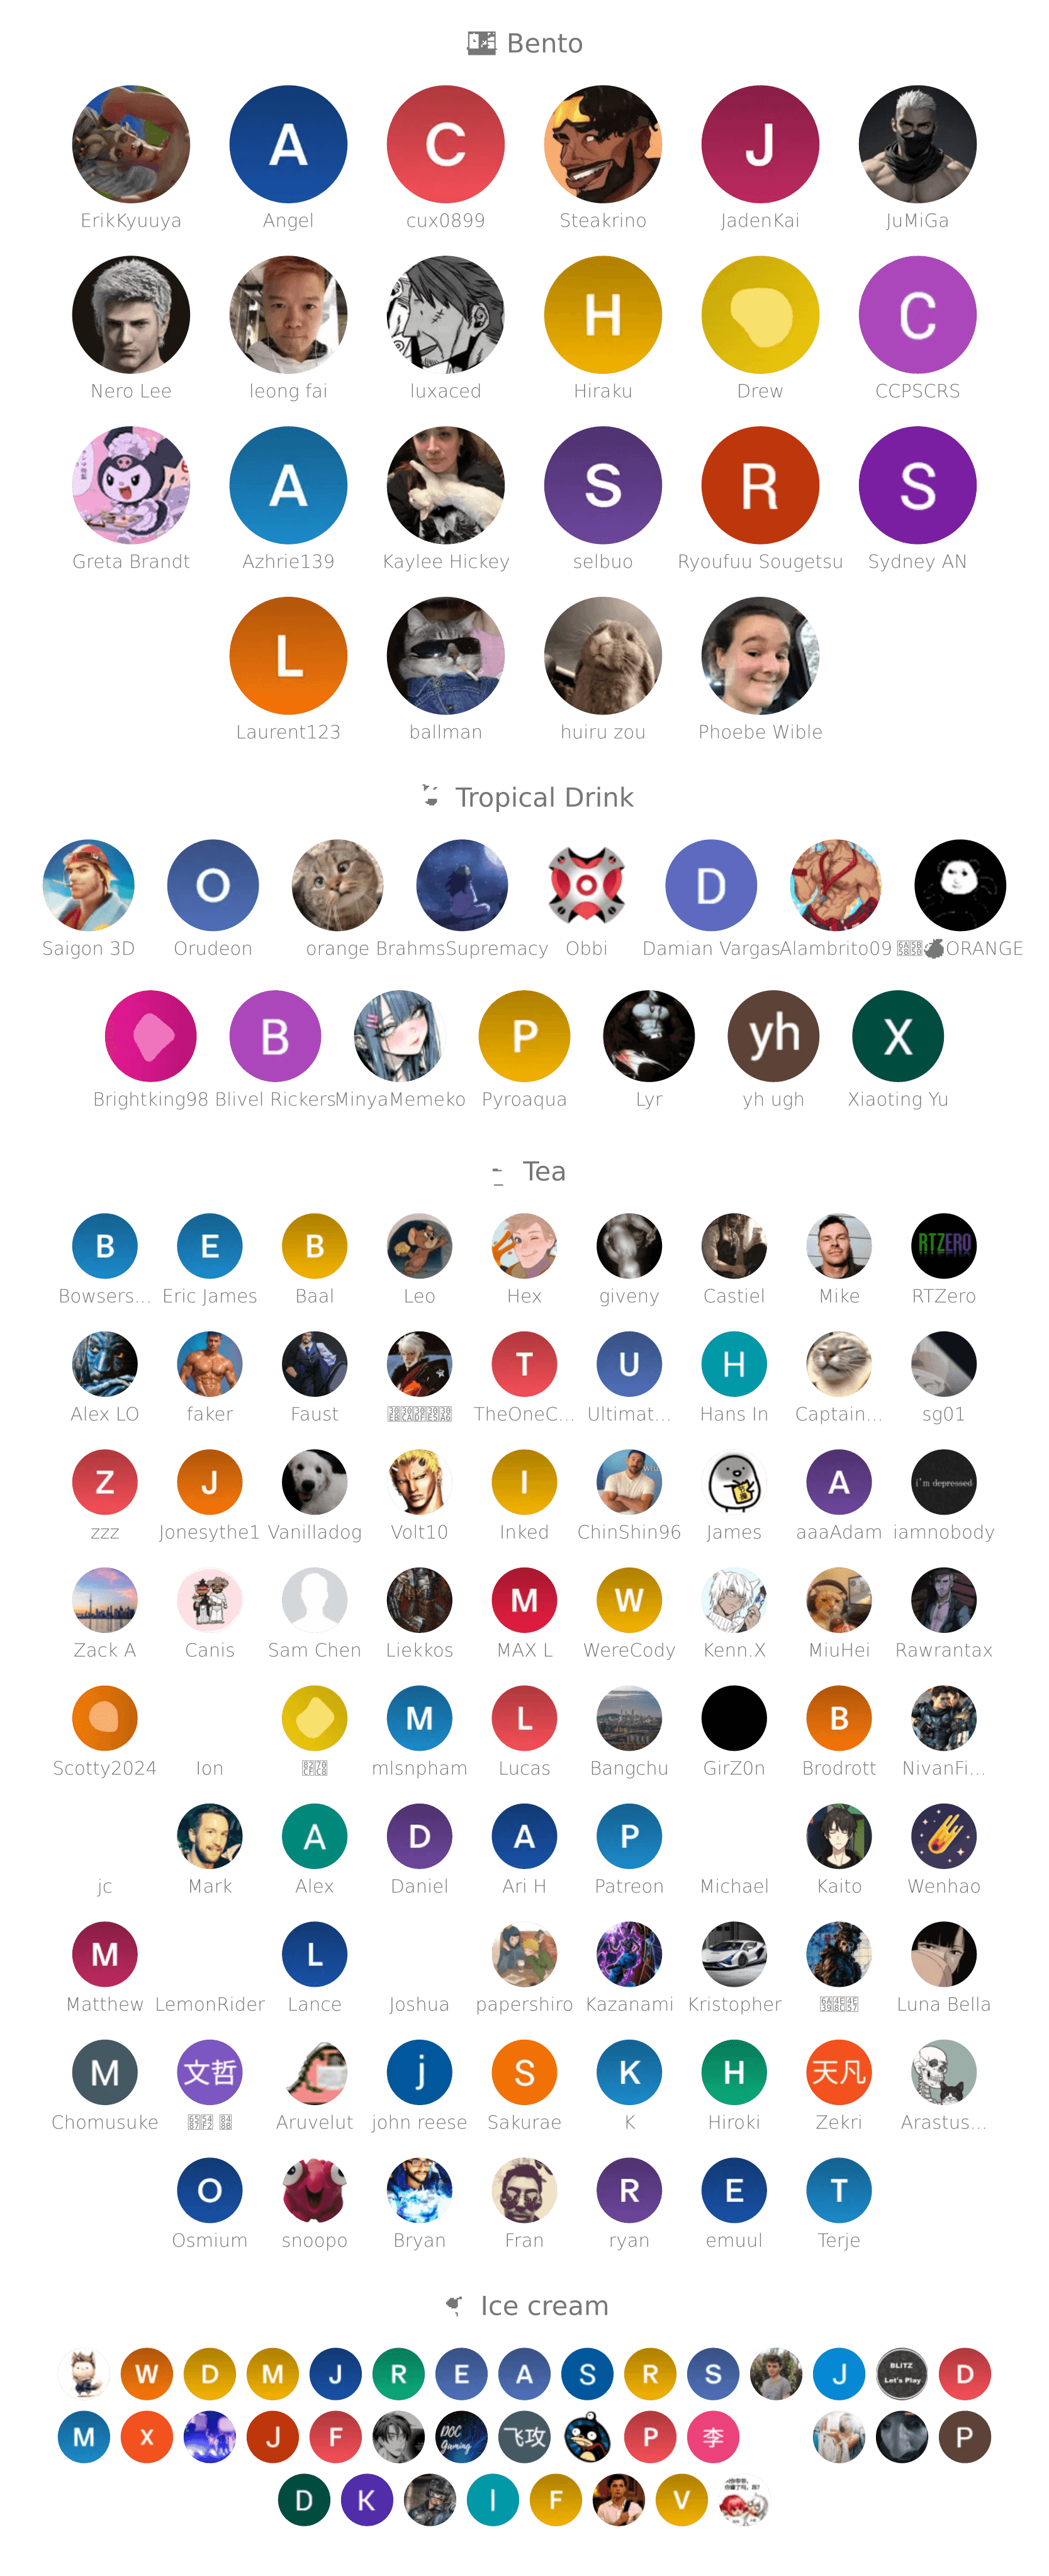 Bento
A C J
ErikKyuuya Angel cux0899 Steakrino JadenKai JuMiGa
H C
Nero Lee leong fai luxaced Hiraku Drew CCPSCRS
A S R S
Greta Brandt Azhrie139 Kaylee Hickey selbuo Ryoufuu Sougetsu Sydney AN
L
Laurent123 ballman huiru zou Phoebe Wible
Tropical Drink
O D
Saigon 3D Orudeon orange BrahmsSupremacy Obbi Damian Vargas Alambrito09 ORANGE
B P yh X
Brightking98 Blivel Rickers MinyaMemeko Pyroaqua Lyr yh ugh Xiaoting Yu
Tea
B E B RTZERO
Bowsers... Eric James Baal Leo Hex giveny Castiel Mike RTZero
T U H
Alex LO faker Faust TheOneC... Ultimat... Hans In Captain... sg01
Z J I A i'm depressed
zzz Jonesythe1 Vanilladog Volt10 Inked ChinShin96 James aaaAdam iamnobody
M W
Zack A Canis Sam Chen Liekkos MAX L WereCody Kenn.X MiuHei Rawrantax
M L B
Scotty2024 Ion mlsnpham Lucas Bangchu GirZ0n Brodrott NivanFi...
A D A P
jc Mark Alex Daniel Ari H Patreon Michael Kaito Wenhao
M L
Matthew LemonRider Lance Joshua papershiro Kazanami Kristopher Luna Bella
M 文哲 j S K H 天凡
Chomusuke Aruvelut john reese Sakurae K Hiroki Zekri Arastus...
O R E T
Osmium snoopo Bryan Fran ryan emuul Terje
Ice cream
W D M J R E A S R S J BLITZ Let's Play D
M X J F DOC Gaming 飞攻 P 李 P
D K I F V